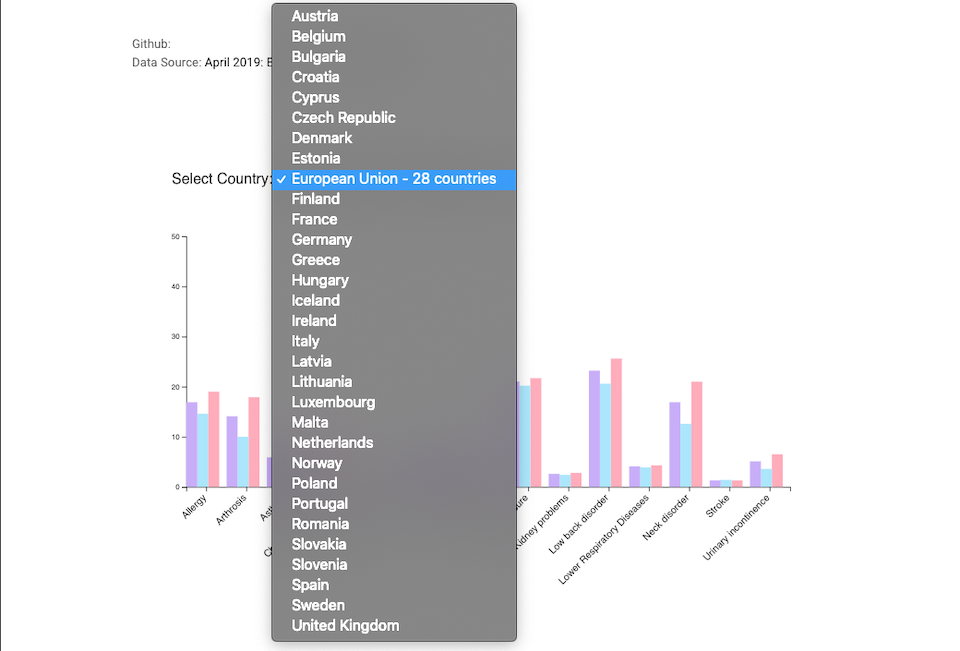 Github:
Data Source: April 2019:
Select Country:
Austria
Belgium
Bulgaria
Croatia
Cyprus
Czech Republic
Denmark
Estonia
✓ European Union - 28 countries
Finland
France
Germany
Greece
Hungary
Iceland
Ireland
Italy
Latvia
Lithuania
Luxembourg
Malta
Netherlands
Norway
Poland
Portugal
Romania
Slovakia
Slovenia
Spain
Sweden
United Kingdom
50
40
30
20
10
0
Allergy
Arthrosis
Kidney problems
Low back disorder
Lower Respiratory Diseases
Neck disorder
Stroke
Urinary incontinence